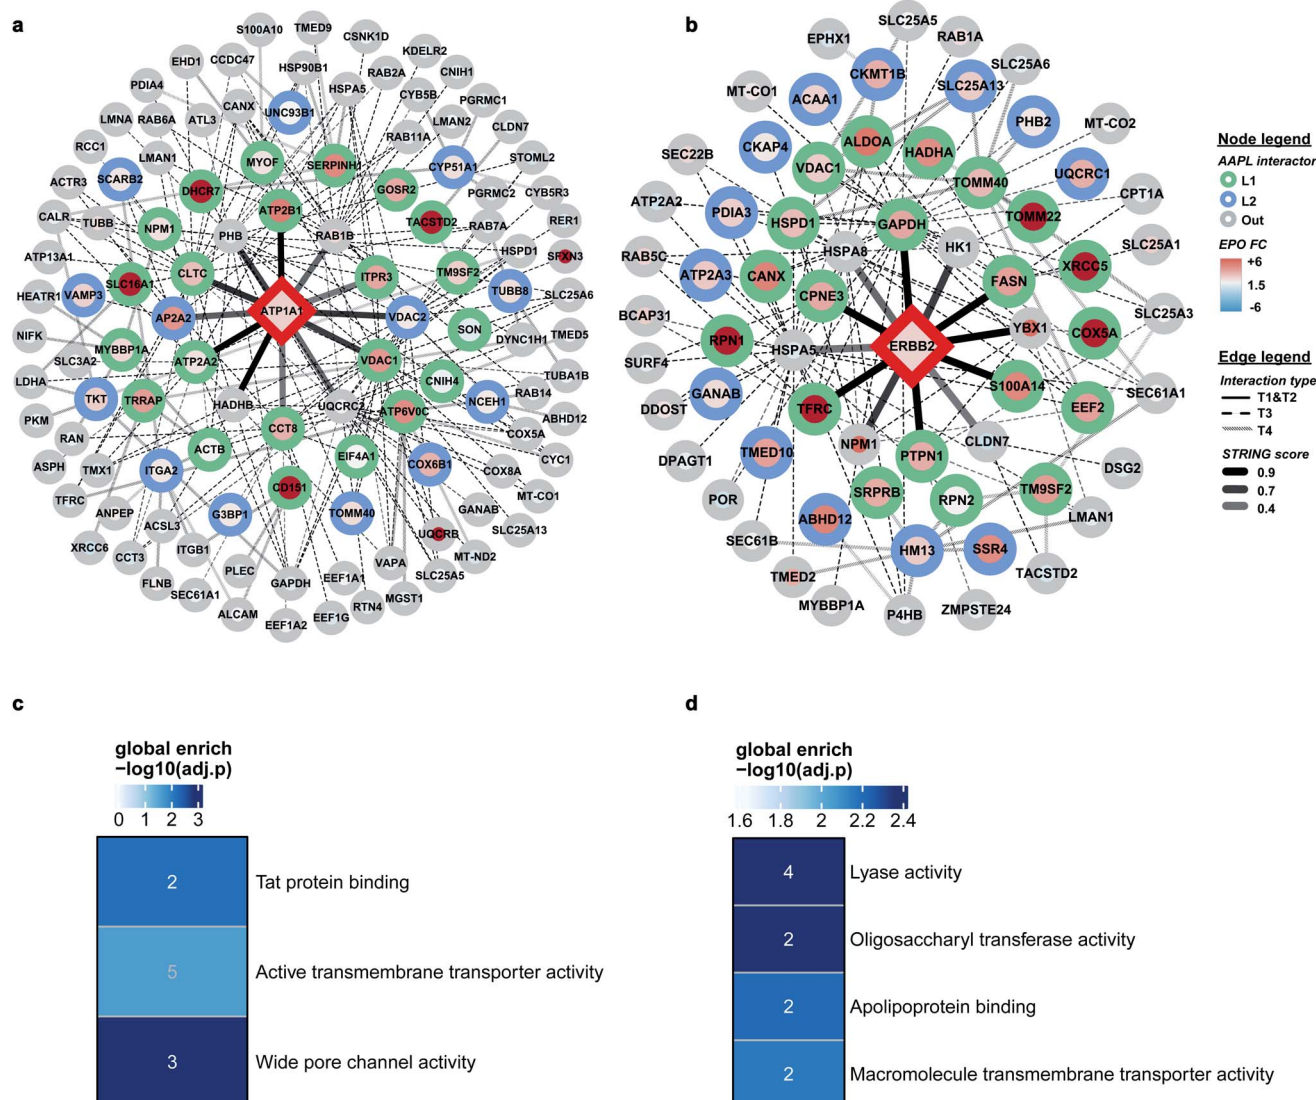 a
S100A10
TMED9
CSNK1D
KDELR2
EHD1
CCDC47
HSP90B1
RAB2A
CNIH1
PDIA4
HSPA5
CYB5B
PGRMC1
CANX
UNC93B1
LMNA
RAB6A
ATL3
LMAN2
CLDN7
RAB11A
RCC1
LMAN1
MYOF
SERPINH1
CYP51A1
STOML2
ACTR3
SCARB2
DHCR7
GOSR2
PGRMC2
CYB5R3
CALR
TUBB
ATP2B1
TACSTD2
RAB7A
RER1
NPM1
PHB
RAB1B
HSPD1
SFXN3
ATP13A1
CLTC
ITPR3
TM9SF2
HEATR1
VAMP3
SLC16A1
TUBB8
SLC25A6
AP2A2
ATP1A1
VDAC2
SON
NIFK
MYBBP1A
DYNC1H1
TMED5
SLC3A2
ATP2A2
VDAC1
LDHA
TUBA1B
CNIH4
TKT
TRRAP
HADHB
UQCRC2
ATP6V0C
NCEH1
RAB14
PKM
ABHD12
RAN
CCT8
COX5A
ACTB
EIF4A1
CYC1
ASPH
TMX1
ITGA2
COX6B1
COX8A
TFRC
CD151
MT-CO1
ANPEP
G3BP1
TOMM40
GANAB
ACSL3
UQCRB
SLC25A13
XRCC6
CCT3
ITGB1
MT-ND2
VAPA
FLNB
PLEC
GAPDH
EEF1A1
SLC25A5
SEC61A1
RTN4
MGST1
ALCAM
EEF1A2
EEF1G
b
SLC25A5
EPHX1
RAB1A
CKMT1B
SLC25A6
MT-CO1
ACAA1
SLC25A13
PHB2
MT-CO2
CKAP4
ALDOA
HADHA
SEC22B
VDAC1
TOMM40
UQCRC1
CPT1A
ATP2A2
PDIA3
HSPD1
GAPDH
TOMM22
HSPA8
HK1
SLC25A1
RAB5C
ATP2A3
CANX
FASN
XRCC5
CPNE3
BCAP31
YBX1
COX5A
SLC25A3
RPN1
HSPA5
ERBB2
SURF4
GANAB
S100A14
SEC61A1
DDOST
TFRC
EEF2
NPM1
CLDN7
TMED10
PTPN1
DPAGT1
DSG2
SRPRB
RPN2
TM9SF2
POR
ABHD12
LMAN1
SEC61B
HM13
SSR4
TMED2
TACSTD2
MYBBP1A
P4HB
ZMPSTE24
Node legend
AAPL interactor
L1
L2
Out
EPO FC
+6
1.5
-6
Edge legend
Interaction type
T1&T2
T3
T4
STRING score
0.9
0.7
0.4
c
global enrich
−log10(adj.p)
0 1 2 3
2 Tat protein binding
5 Active transmembrane transporter activity
3 Wide pore channel activity
d
global enrich
−log10(adj.p)
1.6 1.8 2 2.2 2.4
4 Lyase activity
2 Oligosaccharyl transferase activity
2 Apolipoprotein binding
2 Macromolecule transmembrane transporter activity